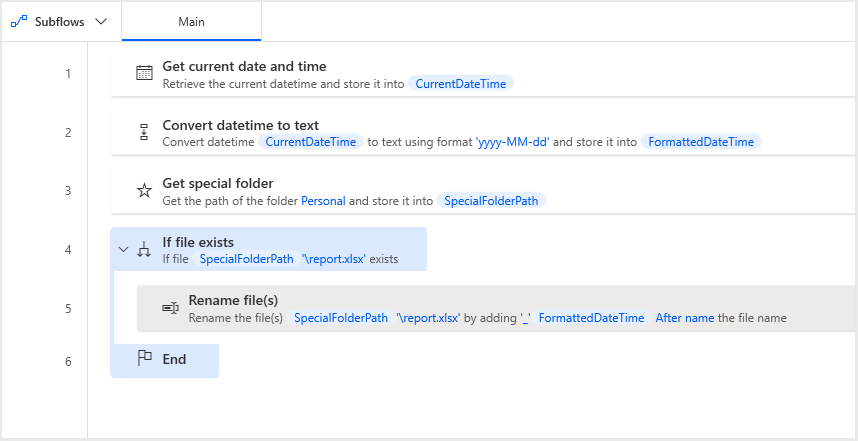 Subflows Main
1 Get current date and time
Retrieve the current datetime and store it into CurrentDateTime
2 Convert datetime to text
Convert datetime CurrentDateTime to text using format 'yyyy-MM-dd' and store it into FormattedDateTime
3 Get special folder
Get the path of the folder Personal and store it into SpecialFolderPath
4 If file exists
If file SpecialFolderPath '\report.xlsx' exists
5 Rename file(s)
Rename the file(s) SpecialFolderPath '\report.xlsx' by adding '_' FormattedDateTime After name the file name
6 End